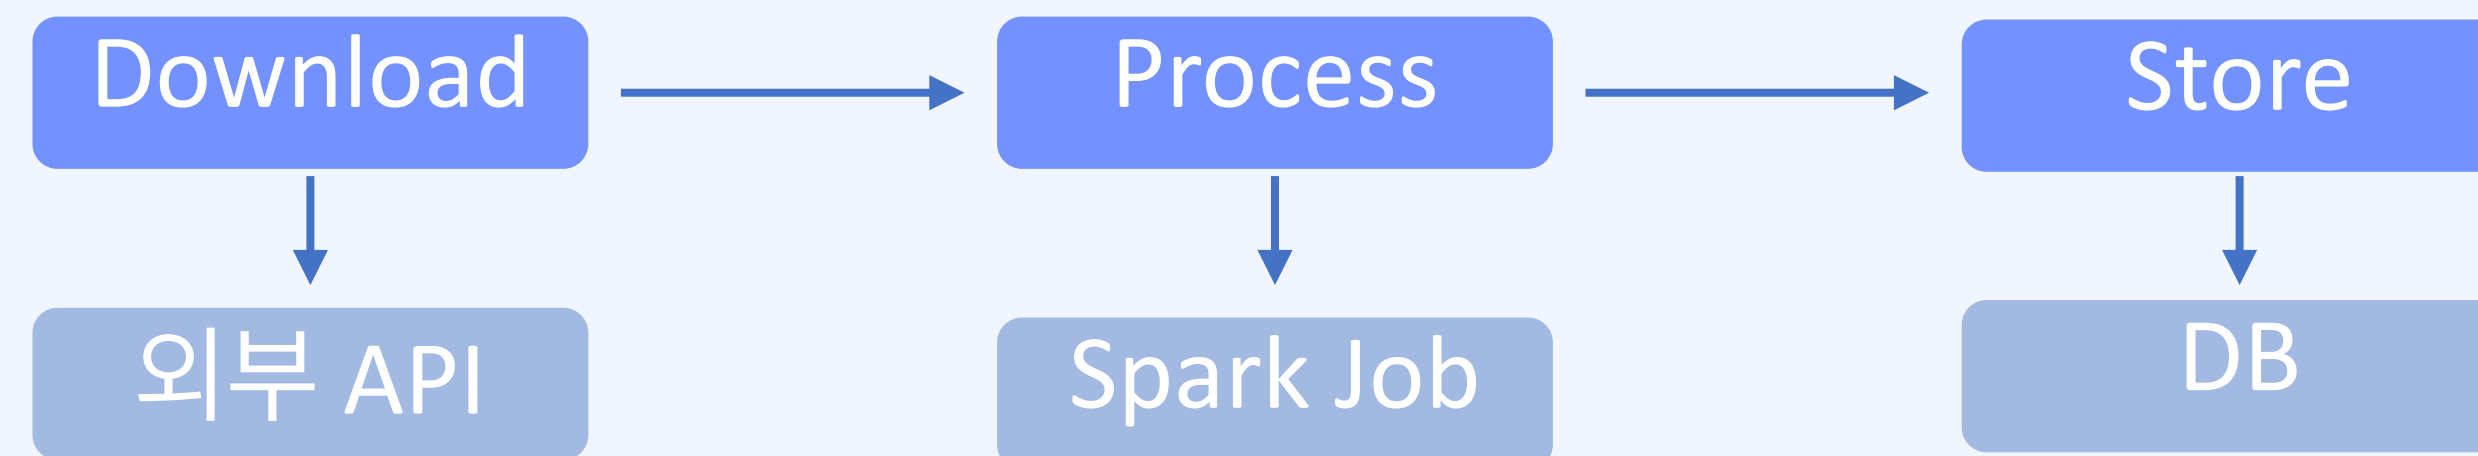 Download
Process
Store
외부 API
Spark Job
DB